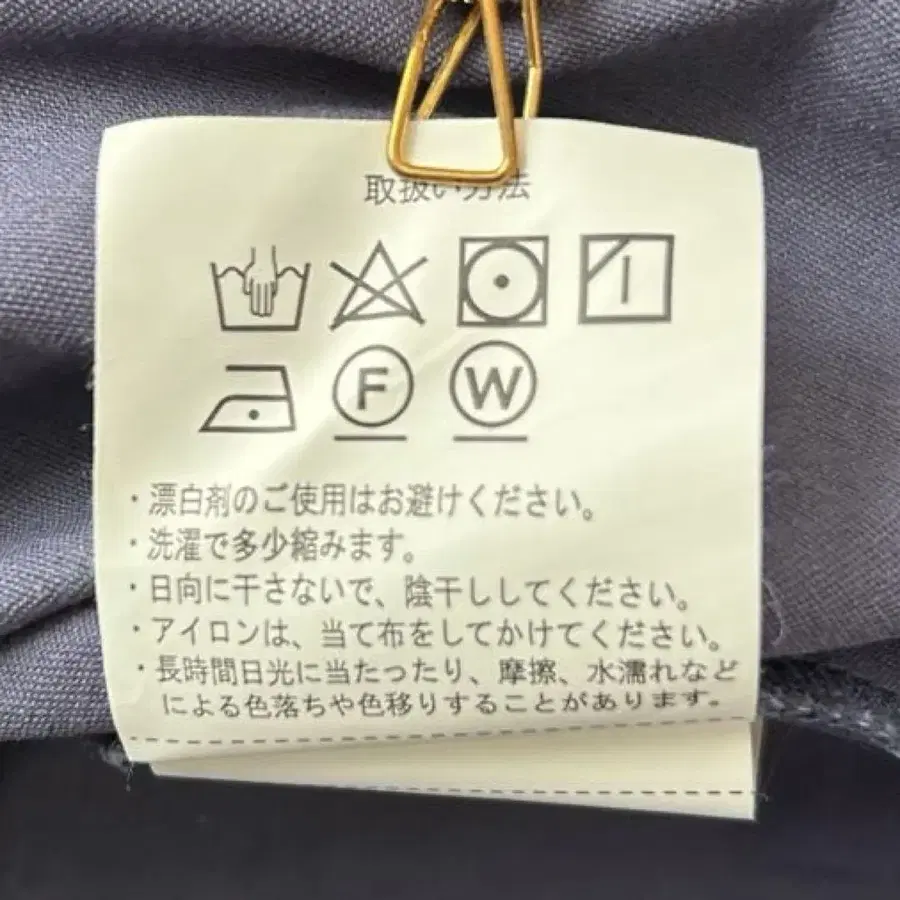 取扱い方法
F W
・漂白剤のご使用はお避けください。
・洗濯で多少縮みます。
・日向に干さないで、陰干ししてください。
・アイロンは、当て布をしてかけてください。
・長時間日光に当たったり、摩擦、水濡れなど
による色落ちや色移りすることがあります。